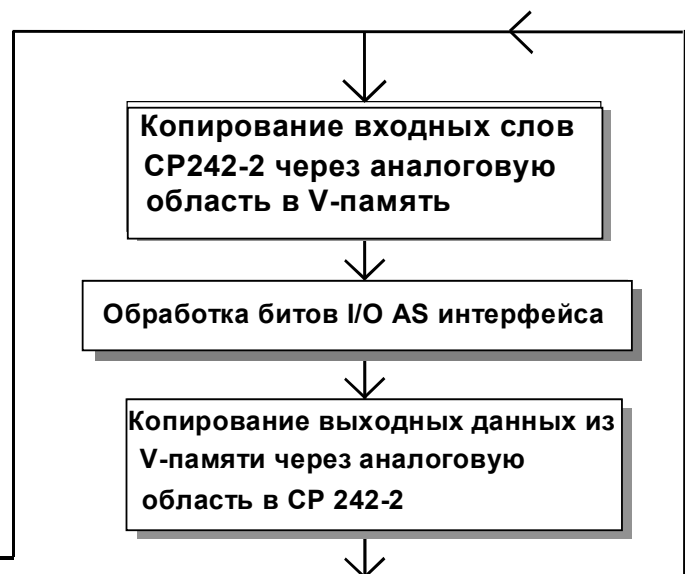 Копирование входных слов
CP242-2 через аналоговую
область в V-память
Обработка битов I/O AS интерфейса
Копирование выходных данных из
V-памяти через аналоговую
область в CP 242-2